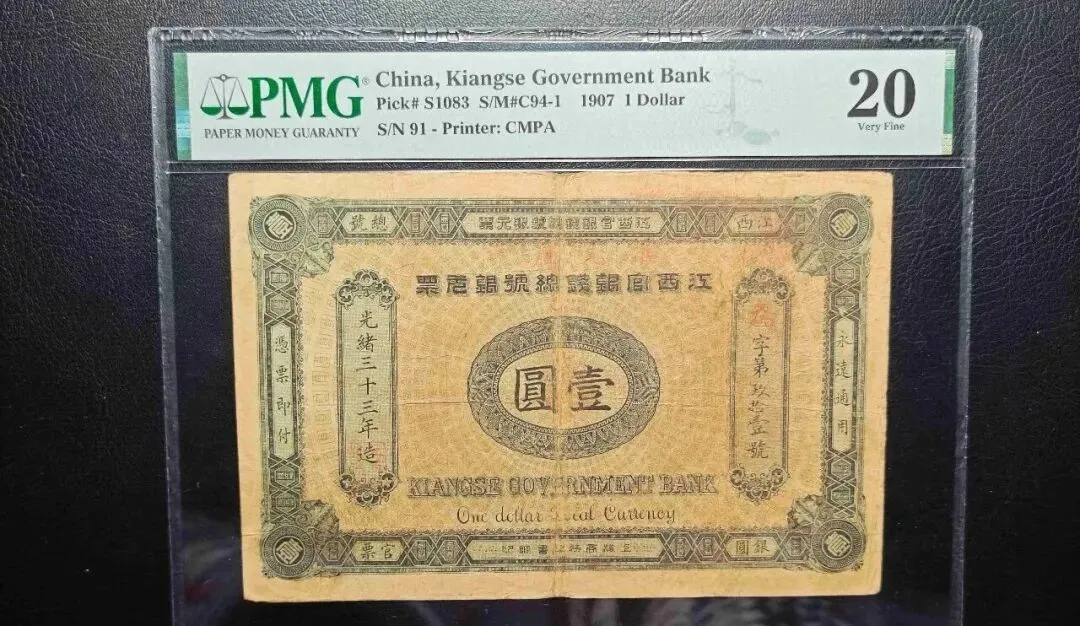 PMG®
PAPER MONEY GUARANTY
China, Kiangse Government Bank
Pick# S1083 S/M#C94-1 1907 1 Dollar
S/N 91 - Printer: CMPA
20
Very Fine
江西
總號
江西官銀錢總號銀元票
江西官銀錢總號銀元票
永遠通用
字第玖拾壹號
壹圓
光緒三十三年造
憑票即付
KIANGSE GOVERNMENT BANK
One dollar Local Currency
銀圓
官票